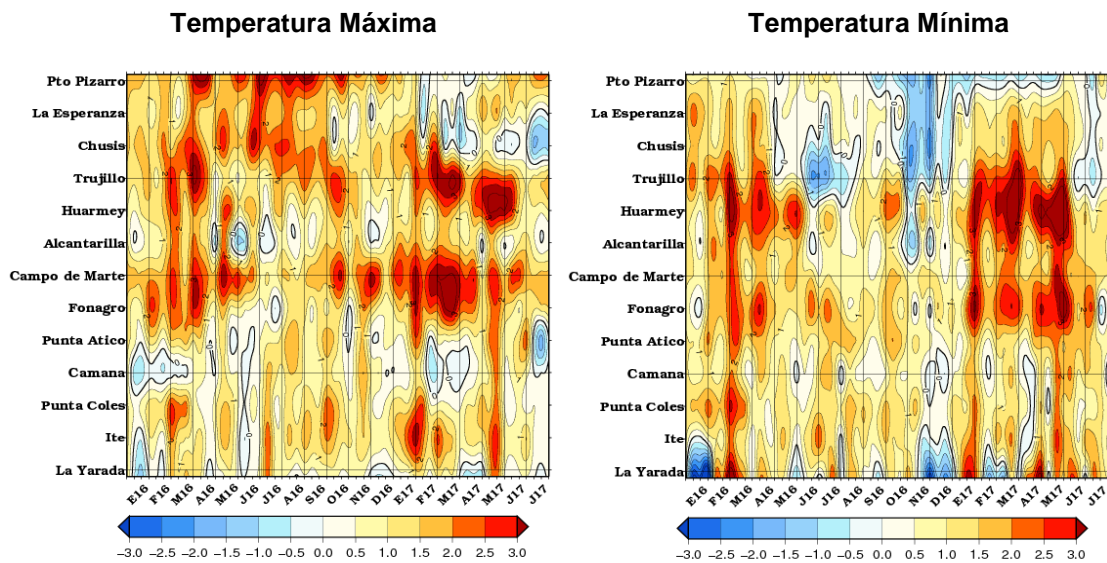 Temperatura Máxima
Pto Pizarro
La Esperanza
Chusis
Trujillo
Huarmey
Alcantarilla
Campo de Marte
Fonagro
Punta Atico
Camana
Punta Coles
Ite
La Yarada
E16 F16 M16 A16 M16 J16 J16 A16 S16 O16 N16 D16 E17 F17 M17 A17 M17 J17 J17
−3.0 −2.5 −1.5 −1.0 −0.5 0.0 0.5 1.0 1.5 2.0 2.5 3.0
Temperatura Mínima
Pto Pizarro
La Esperanza
Chusis
Trujillo
Huarmey
Alcantarilla
Campo de Marte
Fonagro
Punta Atico
Camana
Punta Coles
Ite
La Yarada
E16 F16 M16 A16 M16 J16 J16 A16 S16 O16 N16 D16 E17 F17 M17 A17 M17 J17 J17
−3.0 −2.5 −1.5 −1.0 −0.5 0.0 0.5 1.0 1.5 2.0 2.5 3.0